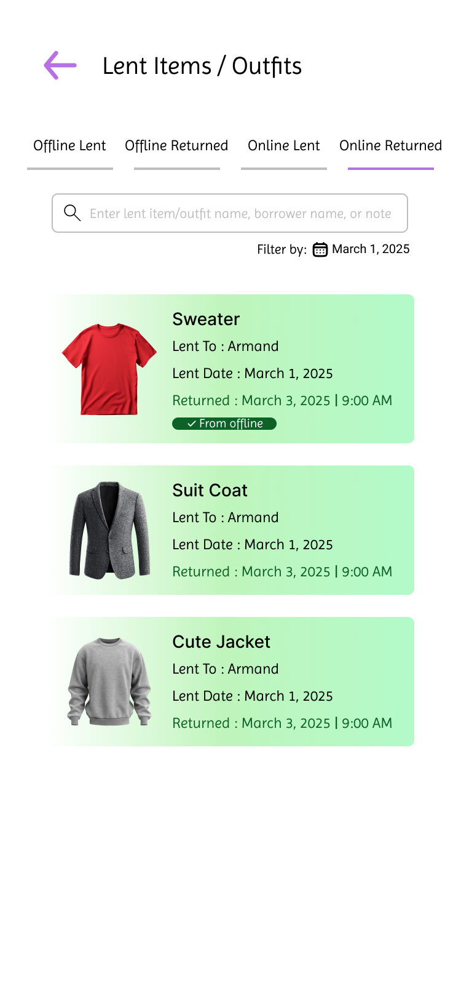 Lent Items / Outfits
Offline Lent
Offline Returned
Online Lent
Online Returned
Enter lent item/outfit name, borrower name, or note
Filter by: March 1, 2025
Sweater
Lent To : Armand
Lent Date : March 1, 2025
Returned : March 3, 2025 | 9:00 AM
From offline
Suit Coat
Lent To : Armand
Lent Date : March 1, 2025
Returned : March 3, 2025 | 9:00 AM
Cute Jacket
Lent To : Armand
Lent Date : March 1, 2025
Returned : March 3, 2025 | 9:00 AM